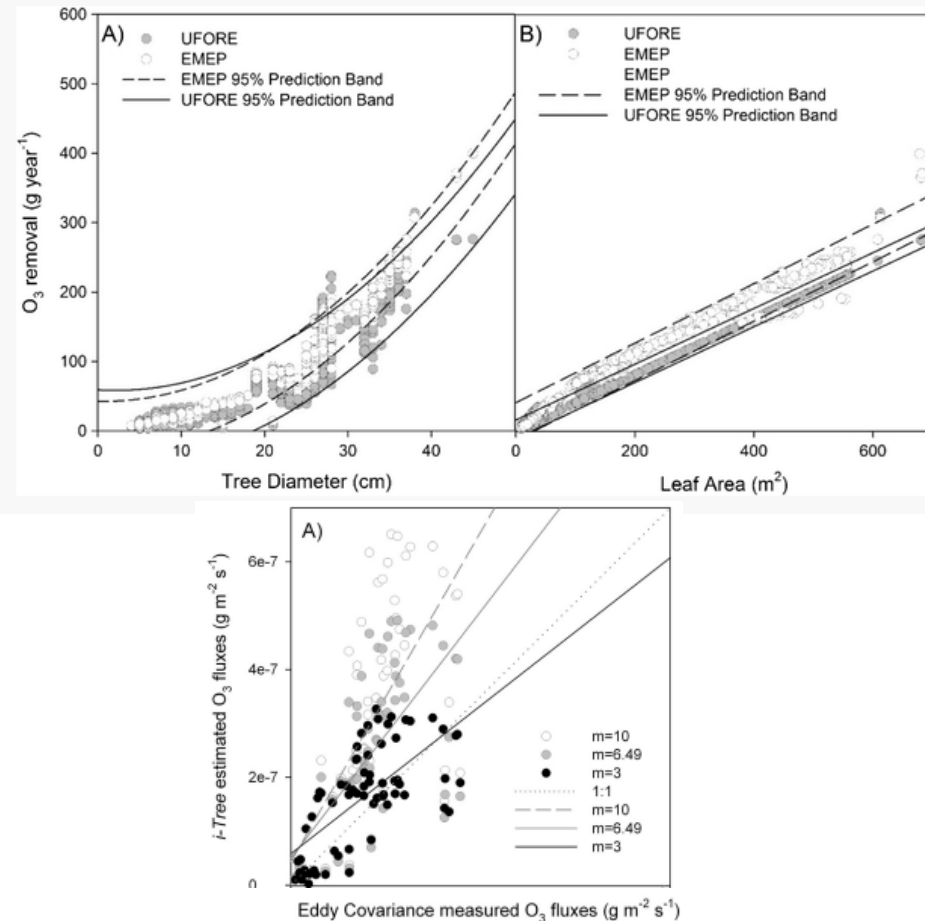 A)
UFORE
EMEP
EMEP 95% Prediction Band
UFORE 95% Prediction Band
600
500
400
300
200
100
0
O₃ removal (g year⁻¹)
0
10
20
30
40
Tree Diameter (cm)
B)
UFORE
EMEP
EMEP
EMEP 95% Prediction Band
UFORE 95% Prediction Band
0
200
400
600
Leaf Area (m²)
A)
6e-7
4e-7
2e-7
0
i-Tree estimated O₃ fluxes (g m⁻² s⁻¹)
m=10
m=6.49
m=3
1:1
m=10
m=6.49
m=3
Eddy Covariance measured O₃ fluxes (g m⁻² s⁻¹)